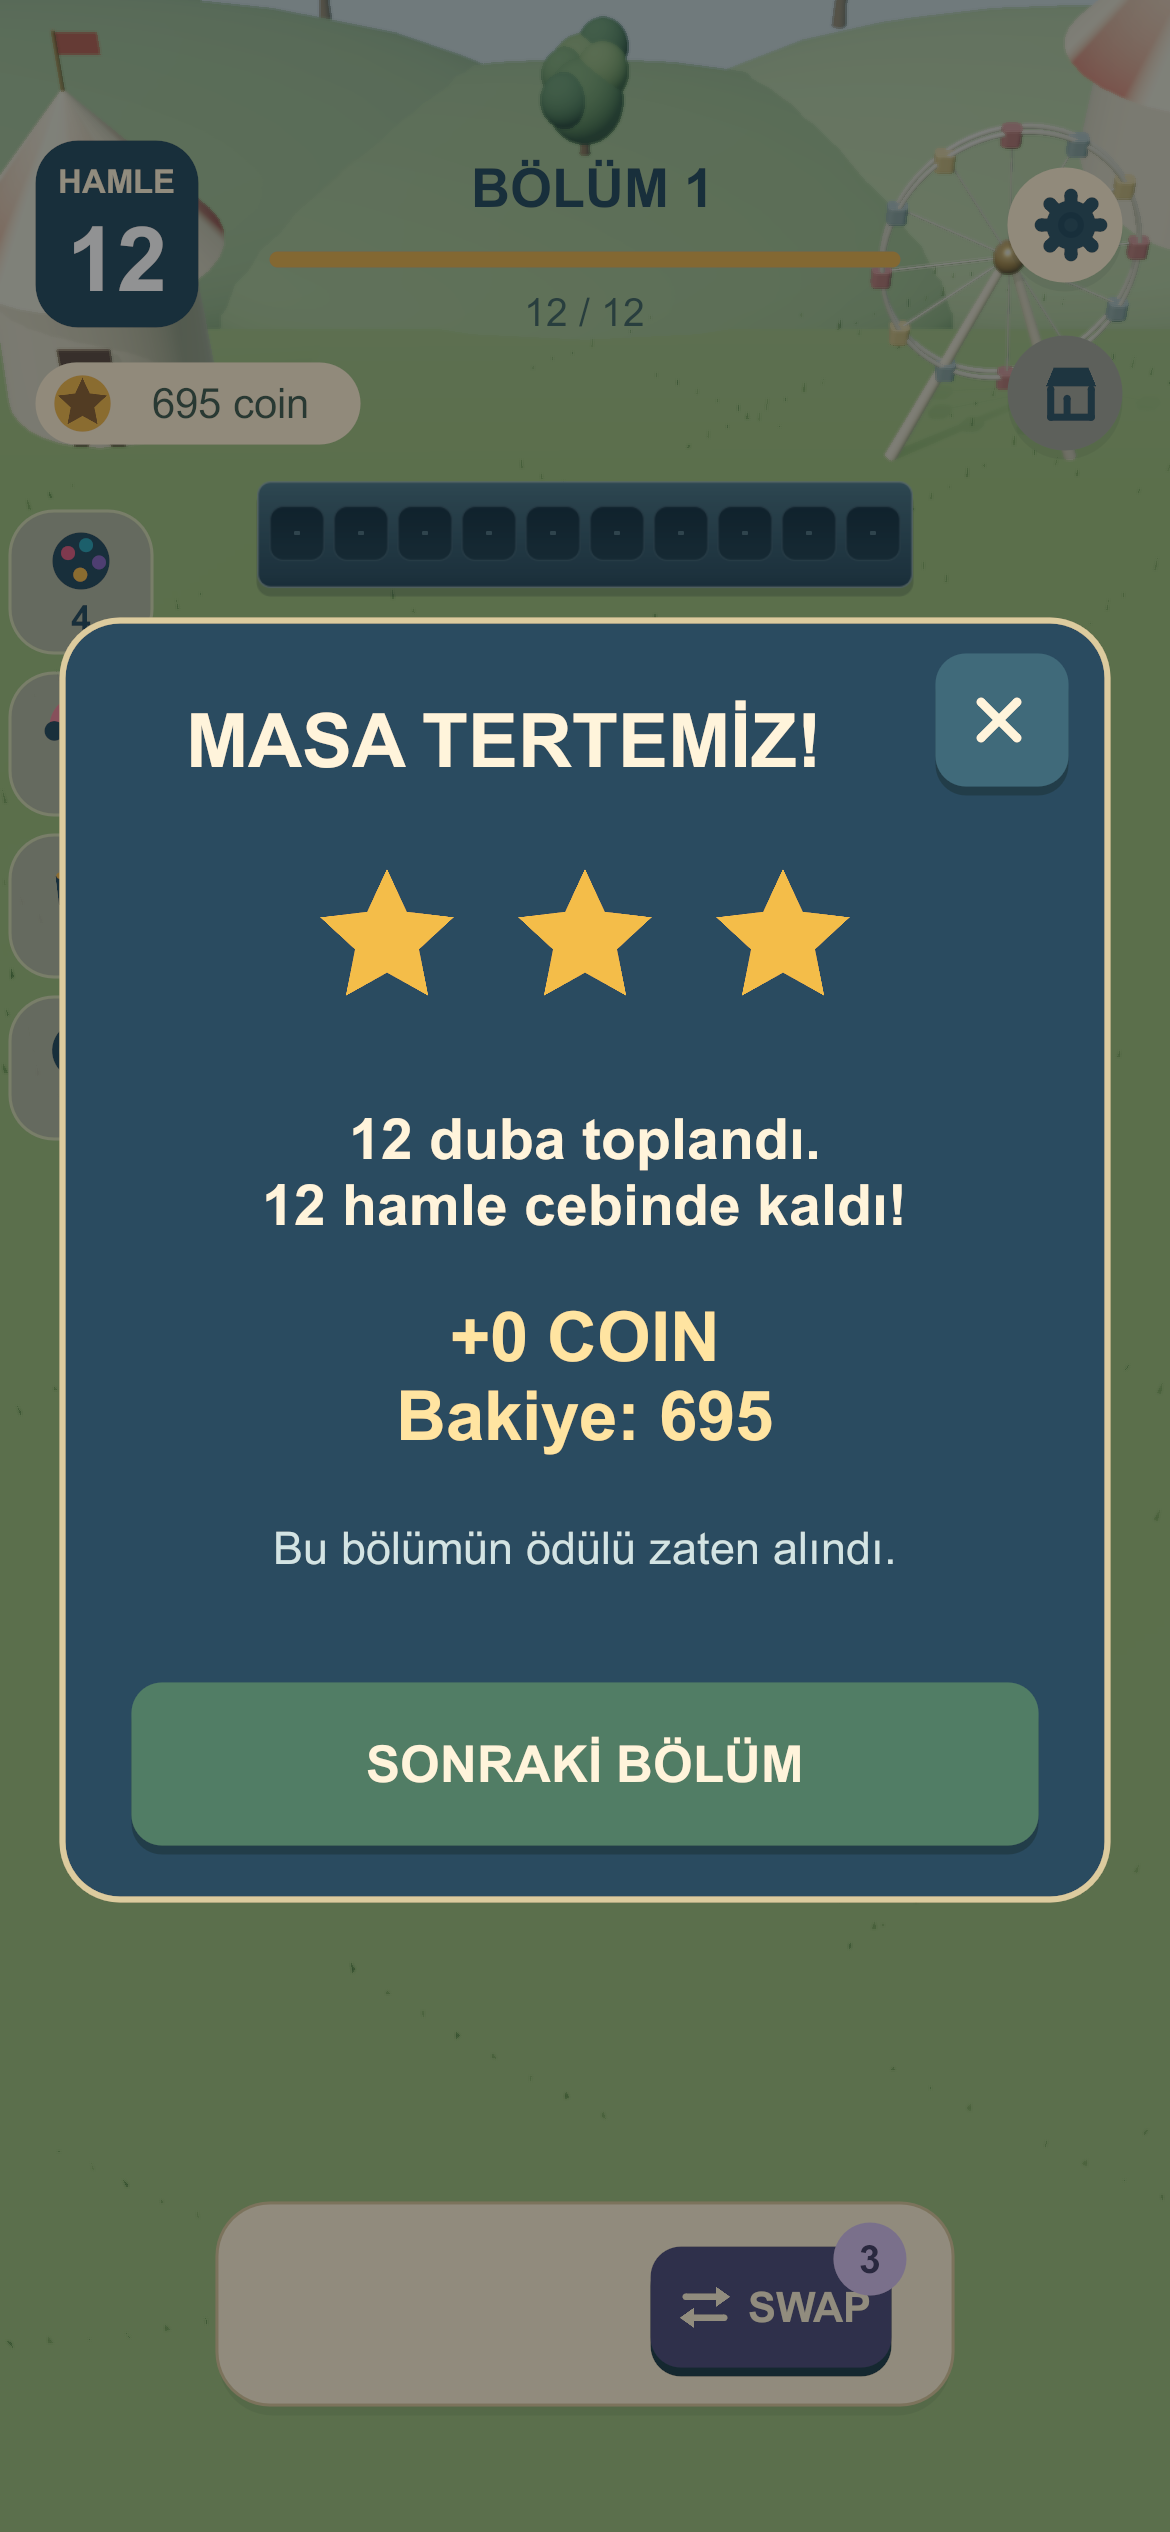 HAMLE
12
BÖLÜM 1
12 / 12
695 coin
4
MASA TERTEMİZ!
12 duba toplandı.
12 hamle cebinde kaldı!
+0 COIN
Bakiye: 695
Bu bölümün ödülü zaten alındı.
SONRAKİ BÖLÜM
3
SWAP